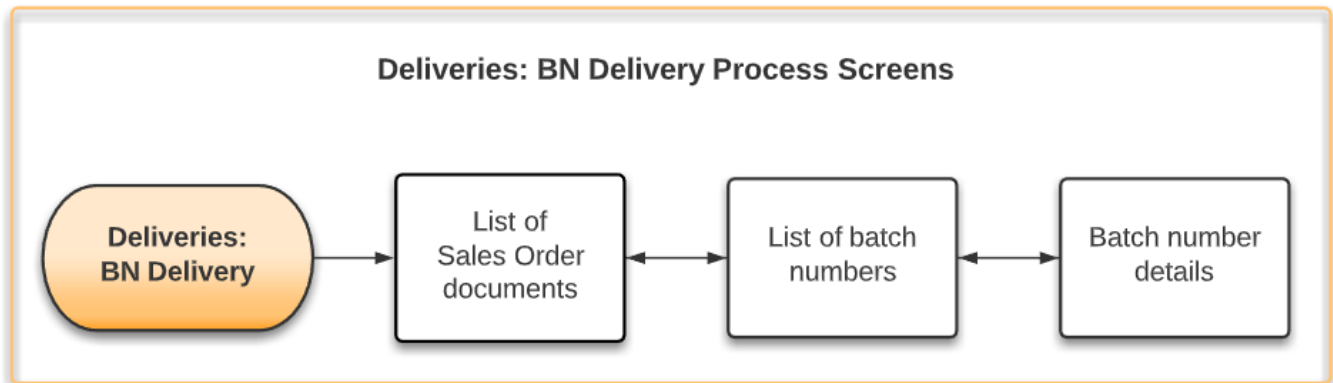 Deliveries: BN Delivery Process Screens
Deliveries:
BN Delivery
List of
Sales Order
documents
List of batch
numbers
Batch number
details